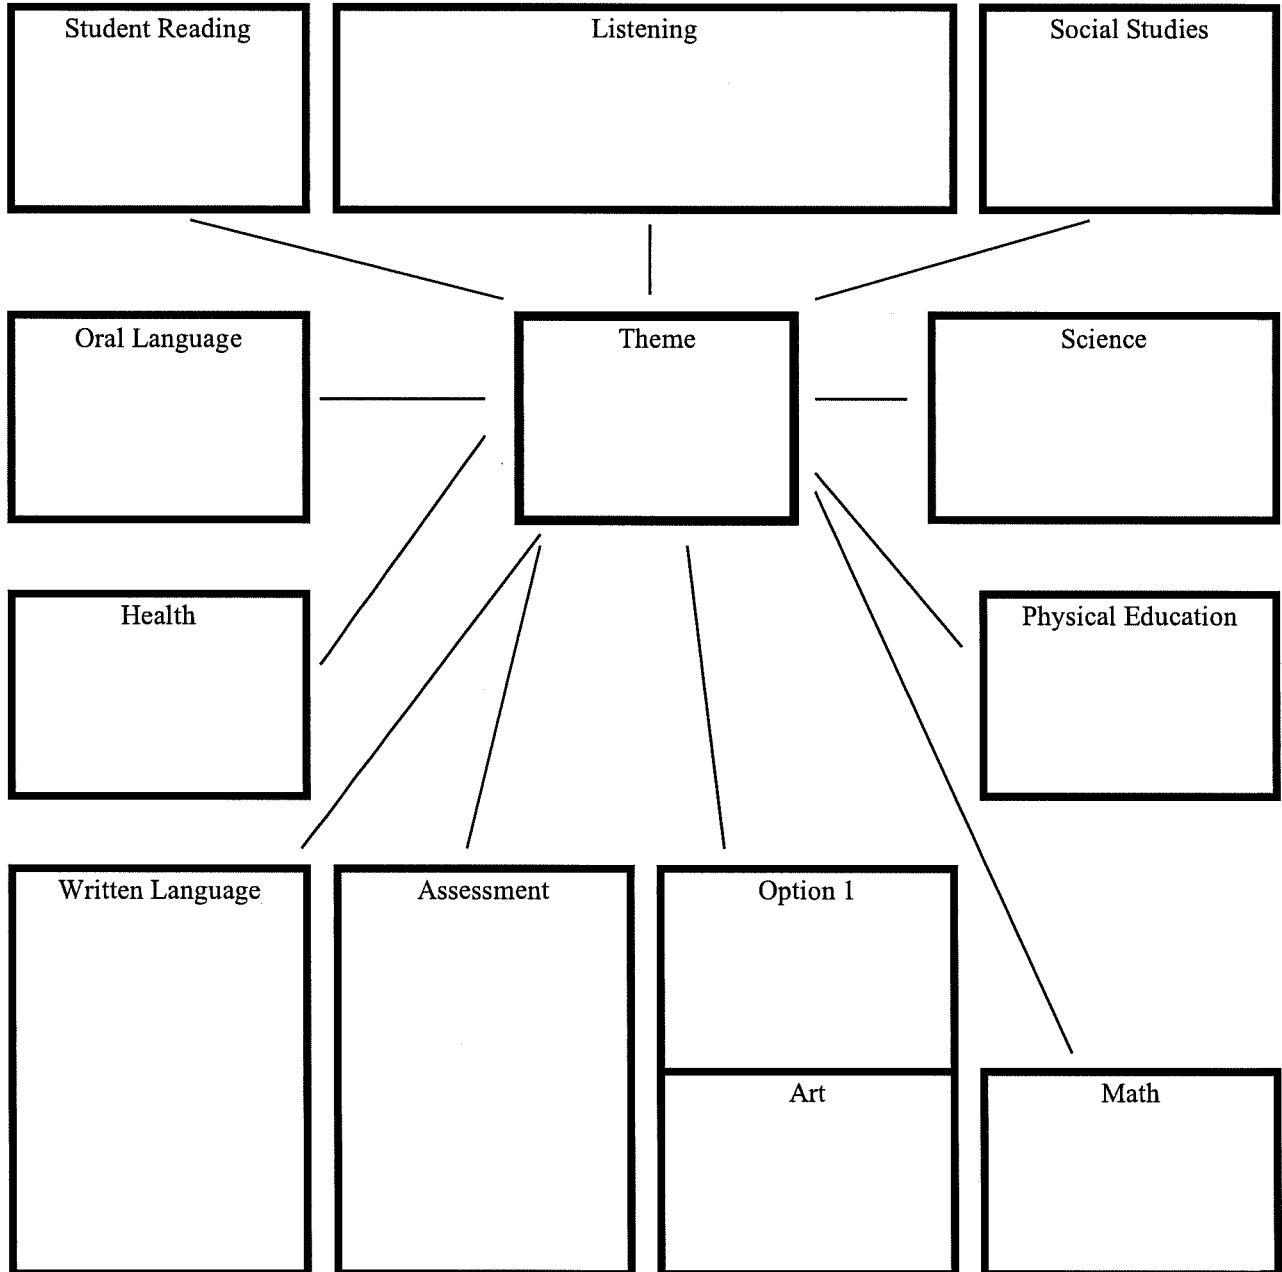 Student Reading
Listening
Social Studies
Oral Language
Theme
Science
Health
Physical Education
Written Language
Assessment
Option 1
Art
Math